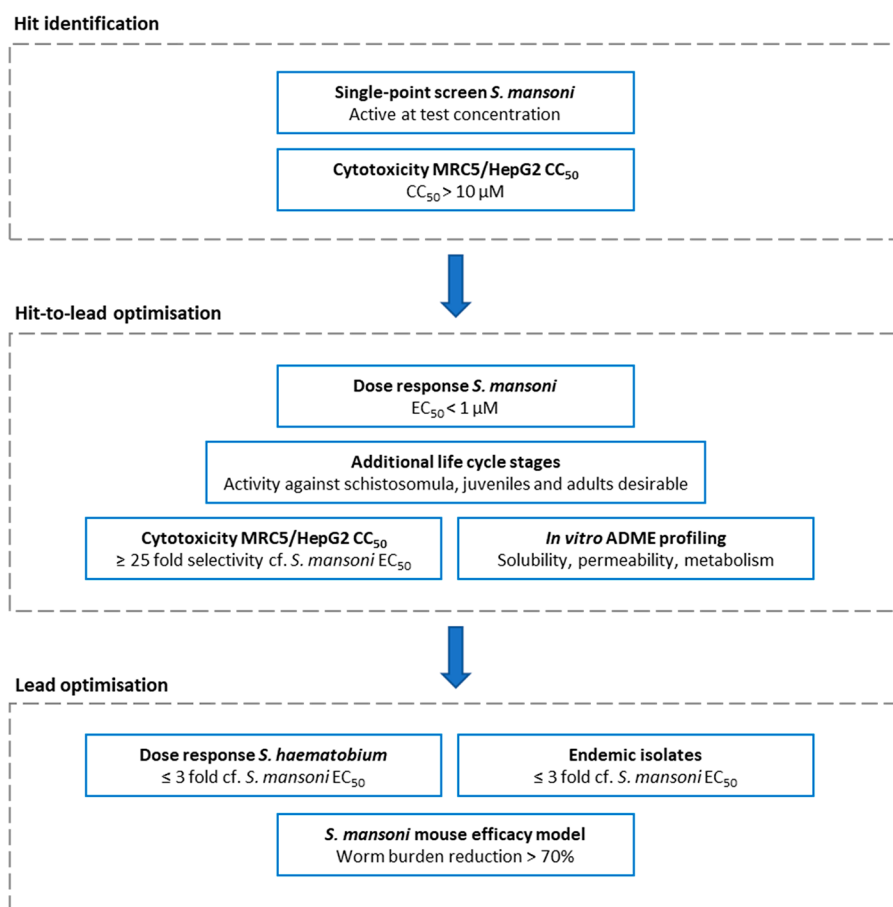 Hit identification
Single-point screen S. mansoni
Active at test concentration
Cytotoxicity MRC5/HepG2 CC₅₀
CC₅₀ > 10 µM
Hit-to-lead optimisation
Dose response S. mansoni
EC₅₀ < 1 µM
Additional life cycle stages
Activity against schistosomula, juveniles and adults desirable
Cytotoxicity MRC5/HepG2 CC₅₀
≥ 25 fold selectivity cf. S. mansoni EC₅₀
In vitro ADME profiling
Solubility, permeability, metabolism
Lead optimisation
Dose response S. haematobium
≤ 3 fold cf. S. mansoni EC₅₀
Endemic isolates
≤ 3 fold cf. S. mansoni EC₅₀
S. mansoni mouse efficacy model
Worm burden reduction > 70%